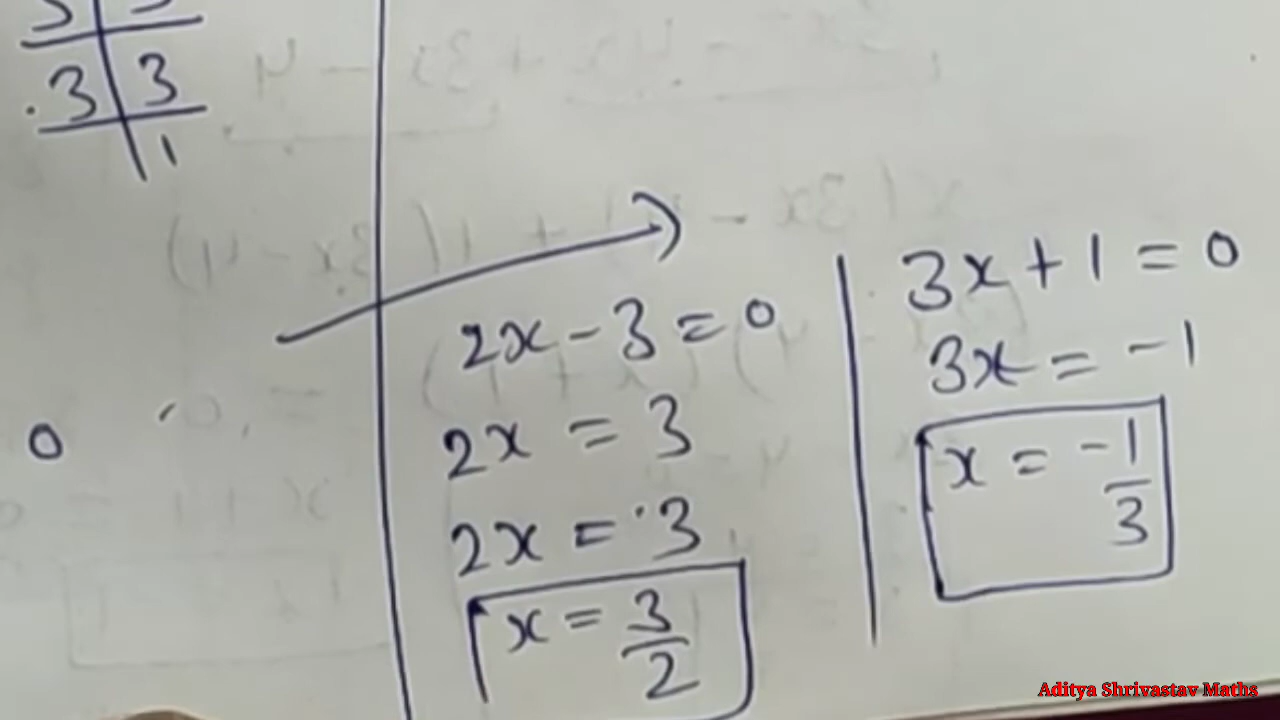 3 3
1
0
2x - 3 = 0
2x = 3
2x = 3
x = 3/2
3x + 1 = 0
3x = -1
x = -1/3
Aditya Shrivastav Maths